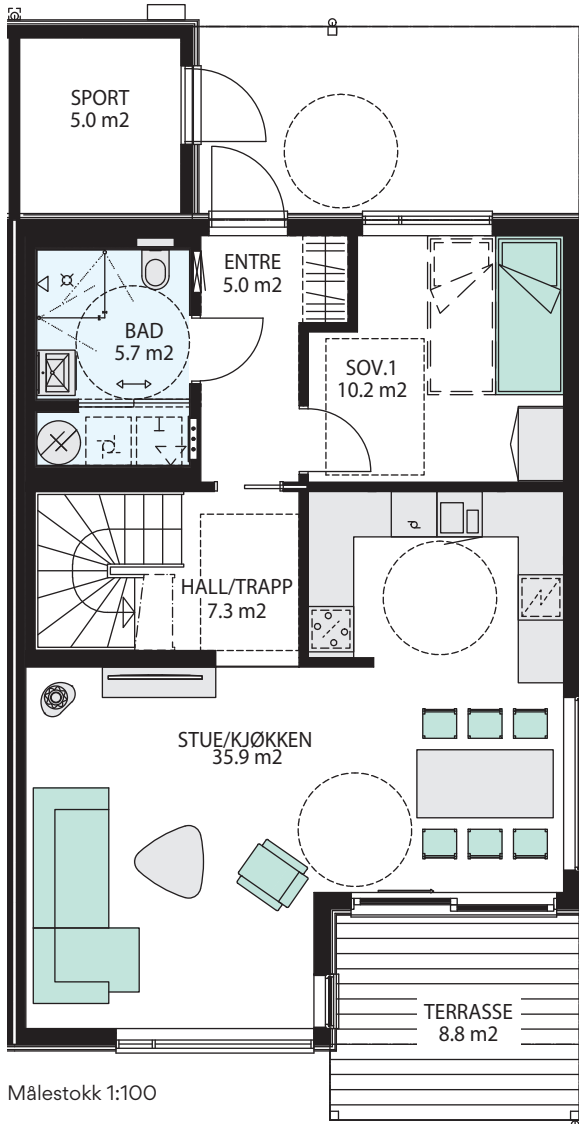 SPORT
5.0 m2
ENTRE
5.0 m2
BAD
5.7 m2
SOV.1
10.2 m2
HALL/TRAPP
7.3 m2
STUE/KJØKKEN
35.9 m2
TERRASSE
8.8 m2
Målestokk 1:100